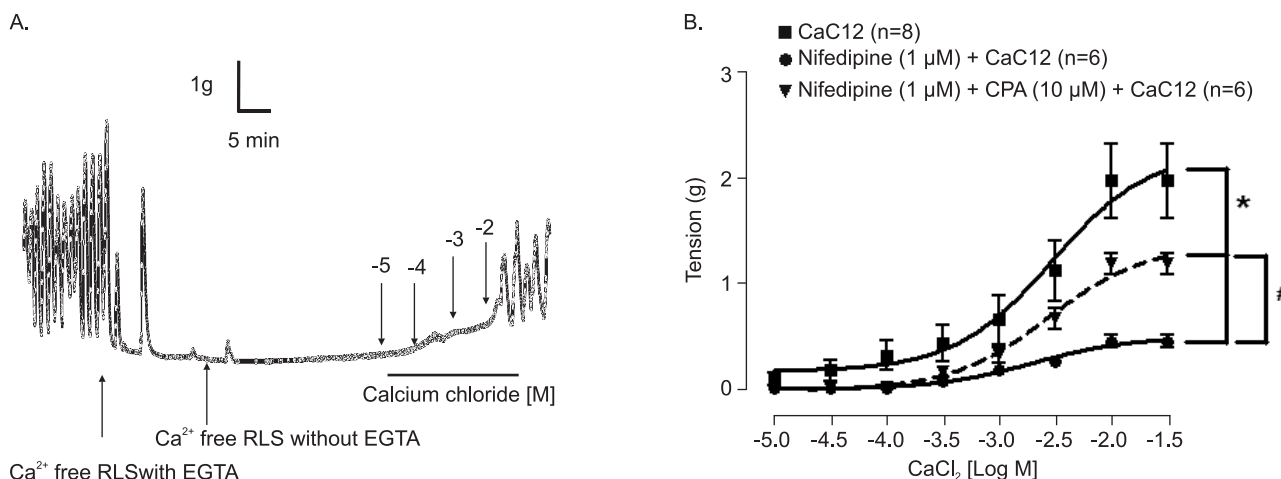 A.
1g
5 min
-5
-4
-3
-2
Calcium chloride [M]
Ca²⁺ free RLS without EGTA
Ca²⁺ free RLSwith EGTA
B.
CaC12 (n=8)
Nifedipine (1 µM) + CaC12 (n=6)
Nifedipine (1 µM) + CPA (10 µM) + CaC12 (n=6)
3
2
1
0
Tension (g)
*
#
-5.0 -4.5 -4.0 -3.5 -3.0 -2.5 -2.0 -1.5
CaCl₂ [Log M]